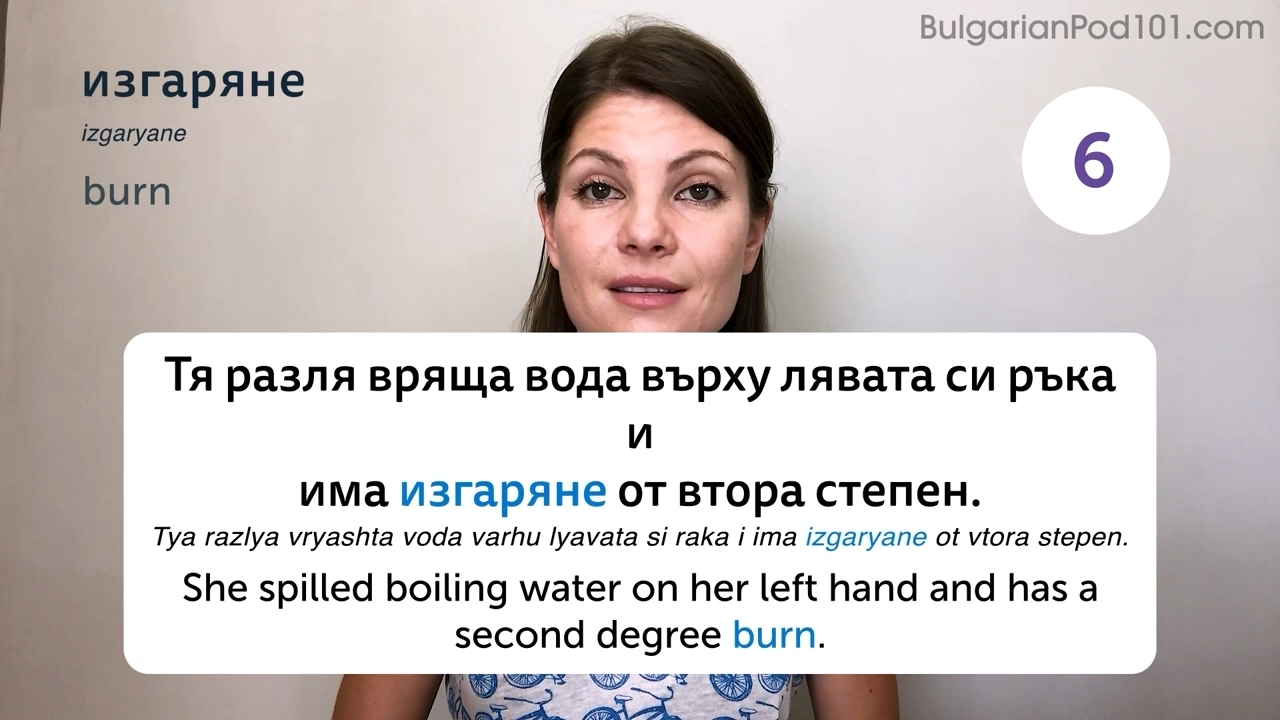 BulgarianPod101.com
изгаряне
izgaryane
burn
6
Тя разля вряща вода върху лявата си ръка
и
има изгаряне от втора степен.
Tya razlya vryashta voda varhu lyavata si raka i ima izgaryane ot vtora stepen.
She spilled boiling water on her left hand and has a
second degree burn.